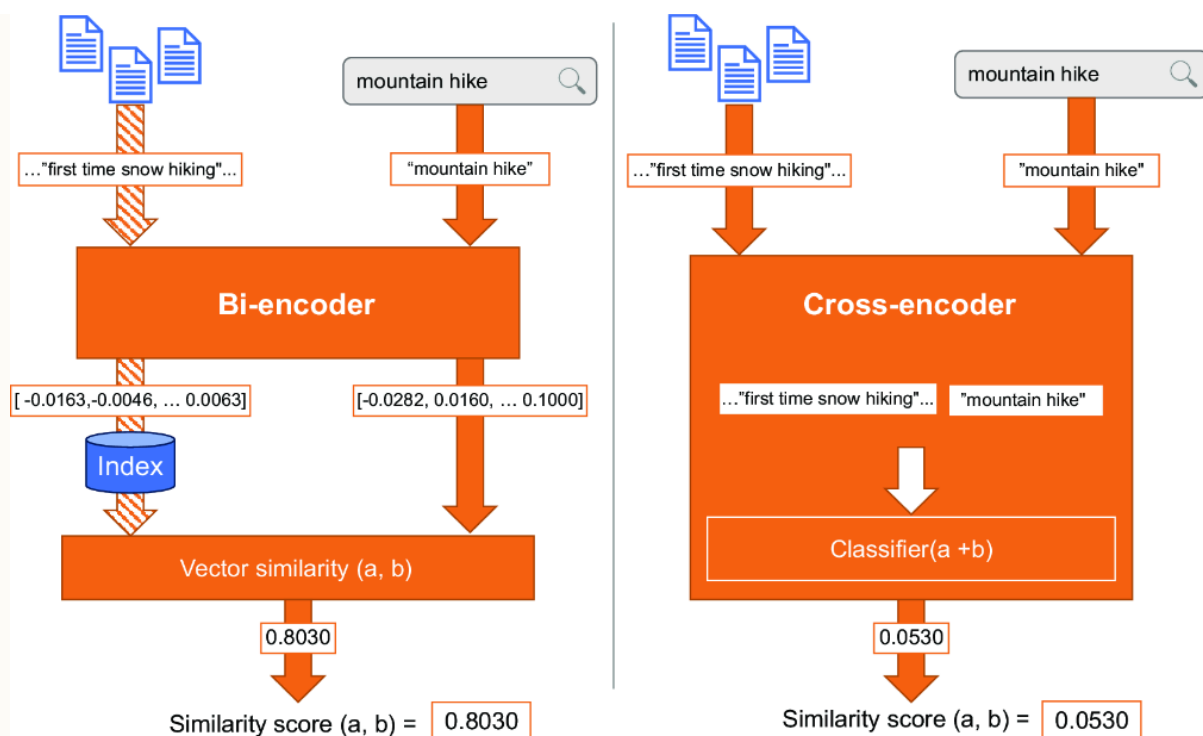 mountain hike
…”first time snow hiking"...
“mountain hike”
Bi-encoder
[ -0.0163,-0.0046, … 0.0063]
[-0.0282, 0.0160, … 0.1000]
Index
Vector similarity (a, b)
0.8030
Similarity score (a, b) = 0.8030
mountain hike
…"first time snow hiking"...
”mountain hike"
Cross-encoder
…"first time snow hiking"...
”mountain hike"
Classifier(a +b)
0.0530
Similarity score (a, b) = 0.0530